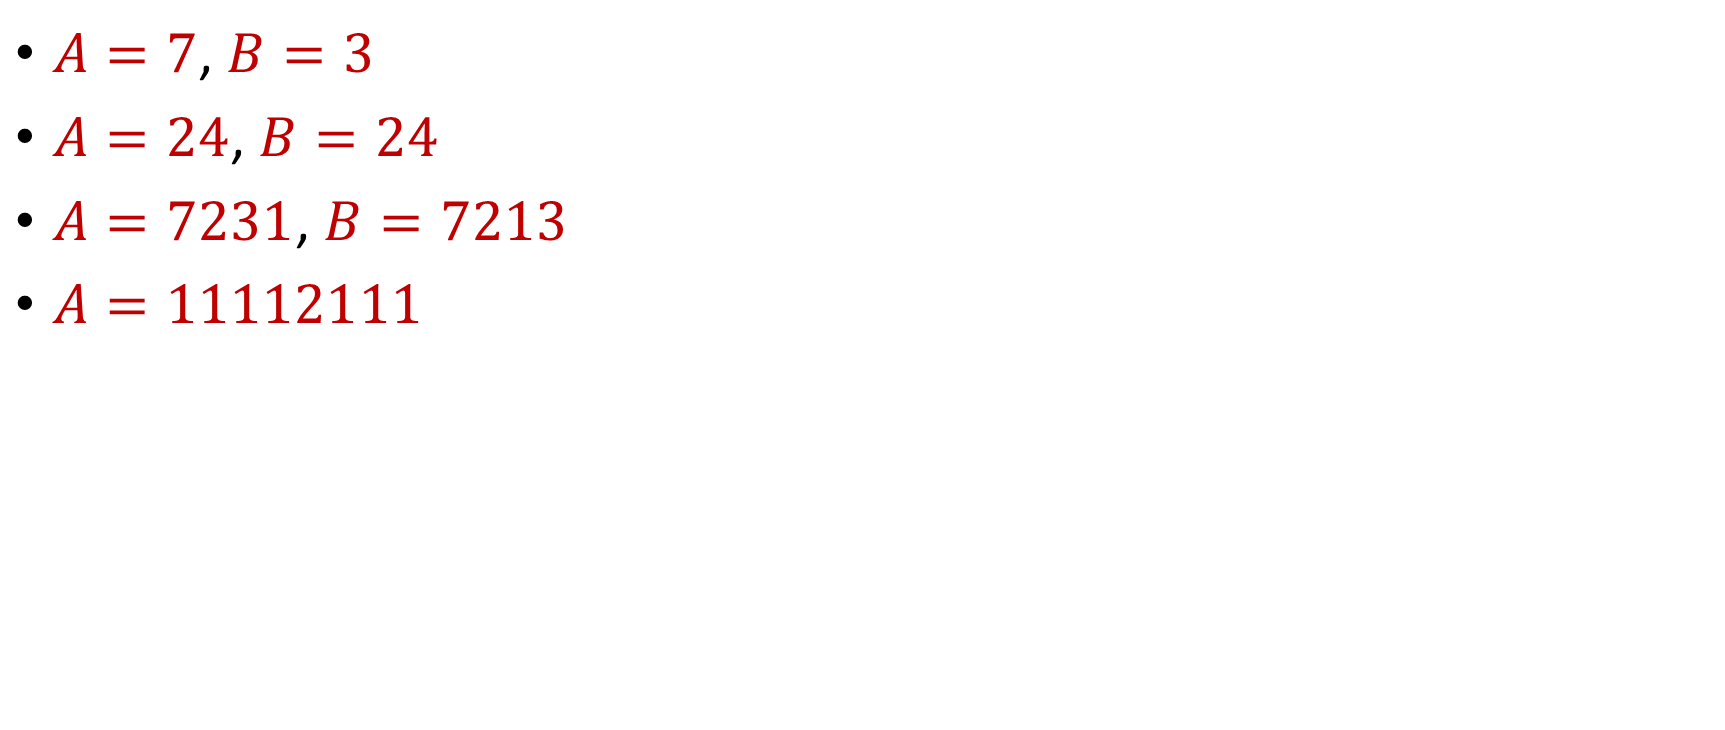 • A = 7, B = 3
• A = 24, B = 24
• A = 7231, B = 7213
• A = 11112111